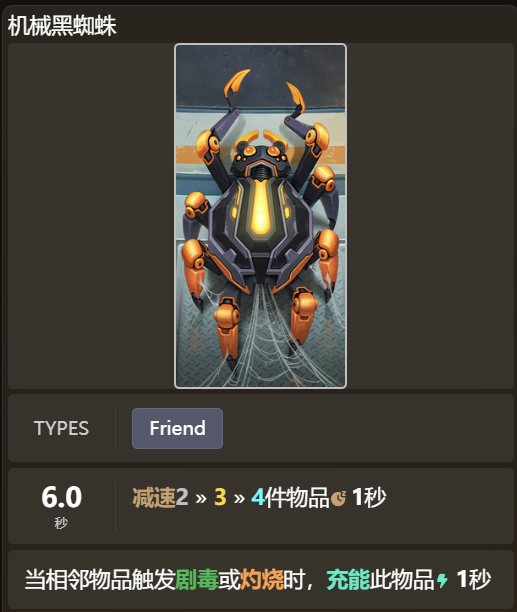 机械黑蜘蛛
TYPES Friend
6.0
秒
减速2 » 3 » 4件物品 1秒
当相邻物品触发剧毒或灼烧时，充能此物品 1秒